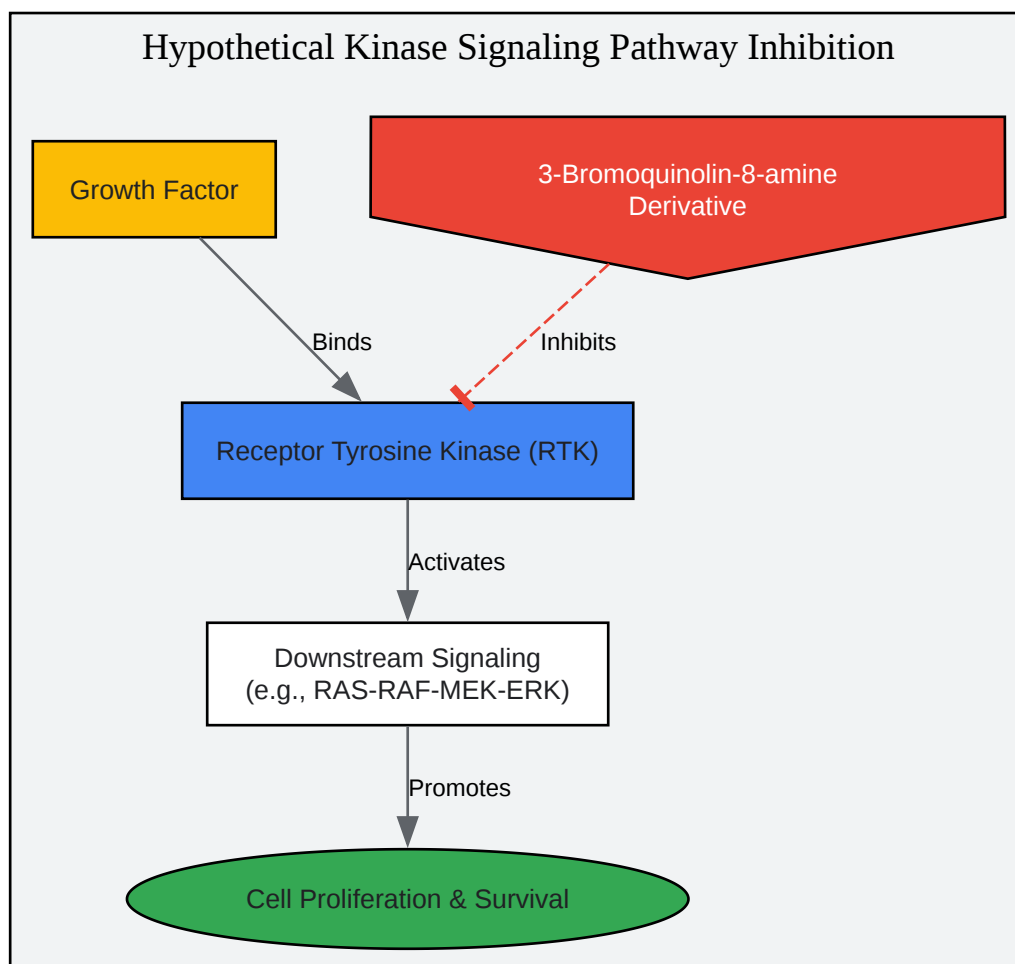 Hypothetical Kinase Signaling Pathway Inhibition
Growth Factor
3-Bromoquinolin-8-amine
Derivative
Binds
Inhibits
Receptor Tyrosine Kinase (RTK)
Activates
Downstream Signaling
(e.g., RAS-RAF-MEK-ERK)
Promotes
Cell Proliferation & Survival